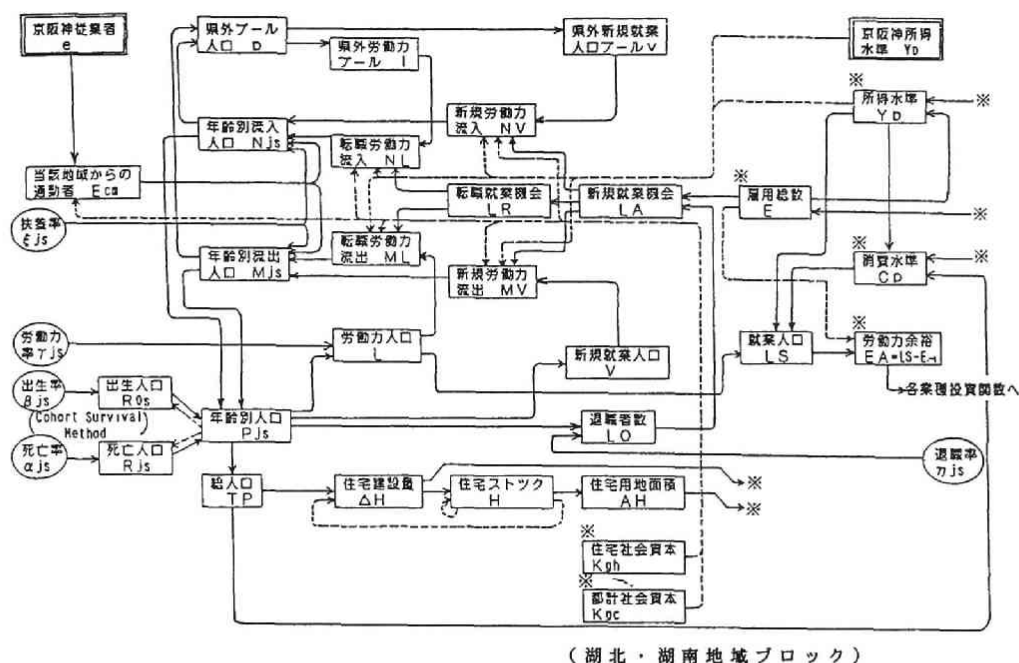 京阪神従業者
e
県外プール
人口 D
県外労働力
プール l
県外新規就業
人口プール v
京阪神所得
水準 YD
※
所得水準
YD
※
年齢別流入
人口 Njs
新規労働力
流入 NV
転職労働力
流入 NL
当該地域からの
通勤者 Ecm
転職就業機会
LR
新規就業機会
LA
※
雇用総数
E
※
扶養率
ξjs
転職労働力
流出 ML
年齢別流出
人口 Mjs
新規労働力
流出 MV
※
消費水準
CD
※
労働力
率γjs
労働力人口
L
新規就業人口
V
就業人口
LS
※
労働力余裕
EA=LS-E-1
各業種投資関数へ
出生率
βjs
出生人口
R0s
(Cohort Survival
Method)
年齢別人口
PJs
退職者数
LO
死亡率
αjs
死亡人口
Rjs
退職率
ηjs
総人口
TP
住宅建設量
ΔH
住宅ストック
H
住宅用地面積
AH
※
※
※
住宅社会資本
Kgh
※
都計社会資本
Kgc
(湖北・湖南地域ブロック)